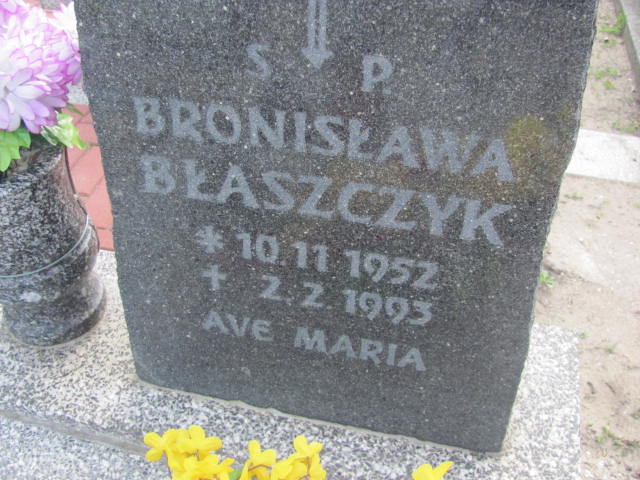 S P.
BRONISŁAWA
BŁASZCZYK
* 10.11 1952
+ 2.2.1993
AVE MARIA